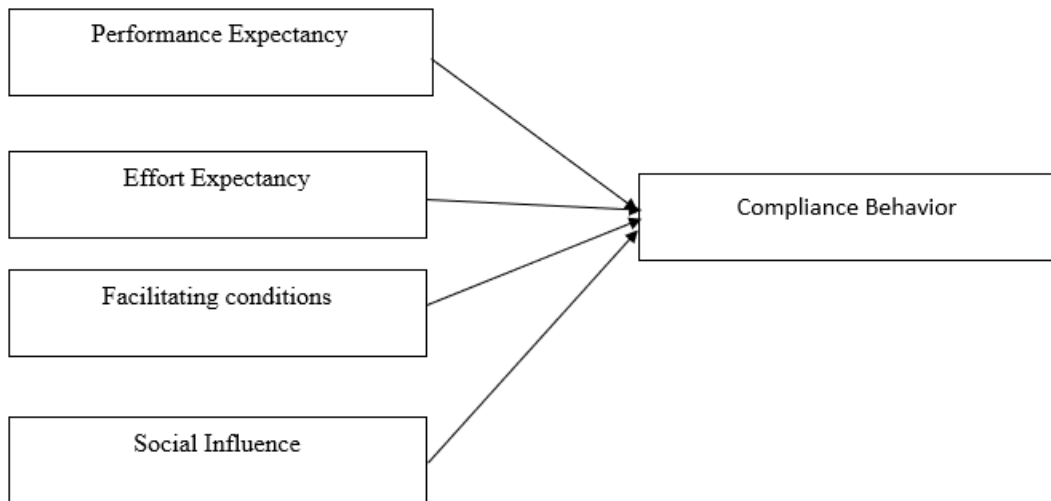 Performance Expectancy
Effort Expectancy
Compliance Behavior
Facilitating conditions
Social Influence